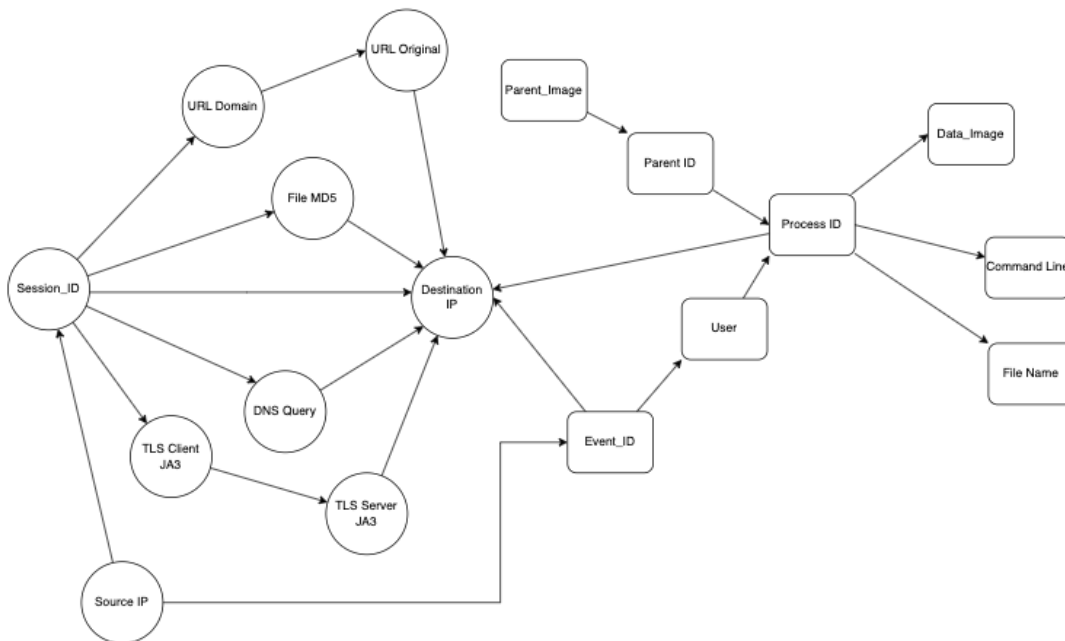 URL Original
URL Domain
Parent_Image
Data_Image
Parent ID
File MD5
Process ID
Session_ID
Destination
IP
Command Line
User
File Name
DNS Query
Event_ID
TLS Client
JA3
TLS Server
JA3
Source IP